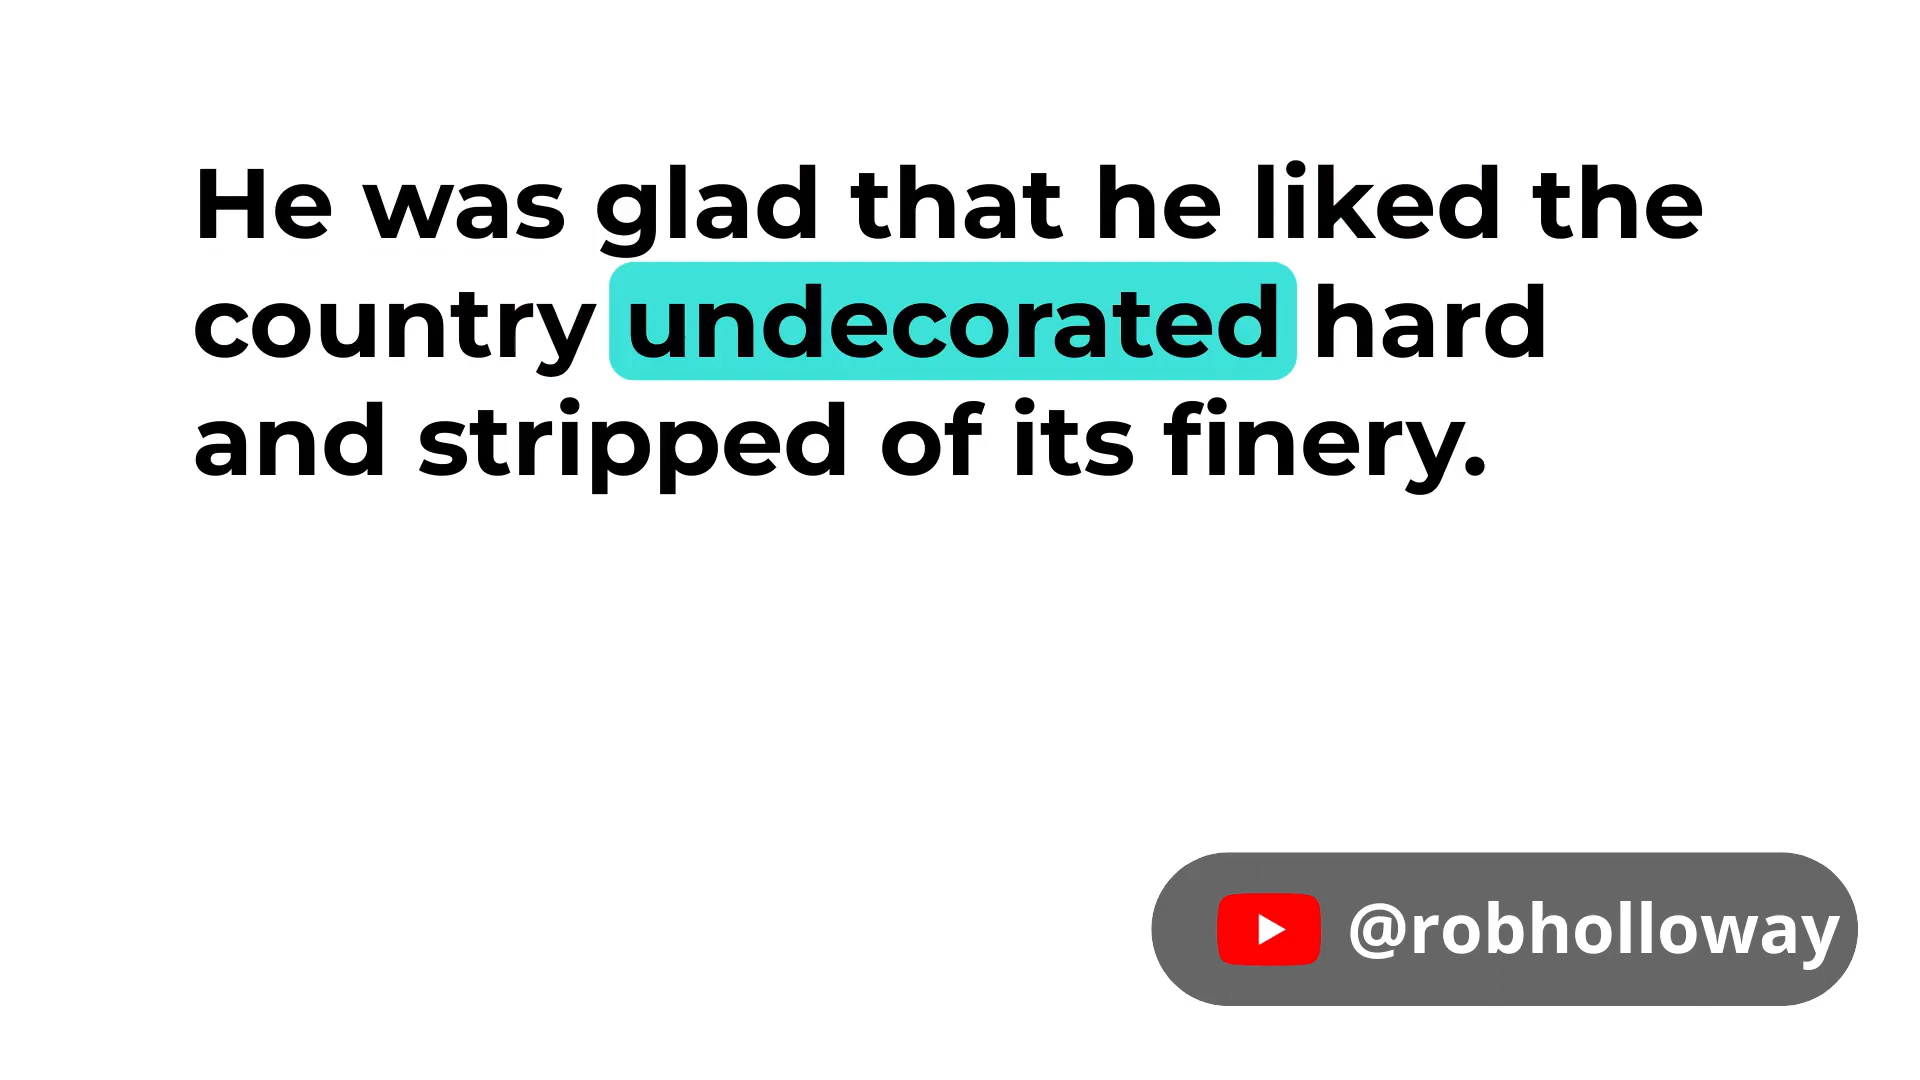 He was glad that he liked the
country undecorated hard
and stripped of its finery.
@robholloway